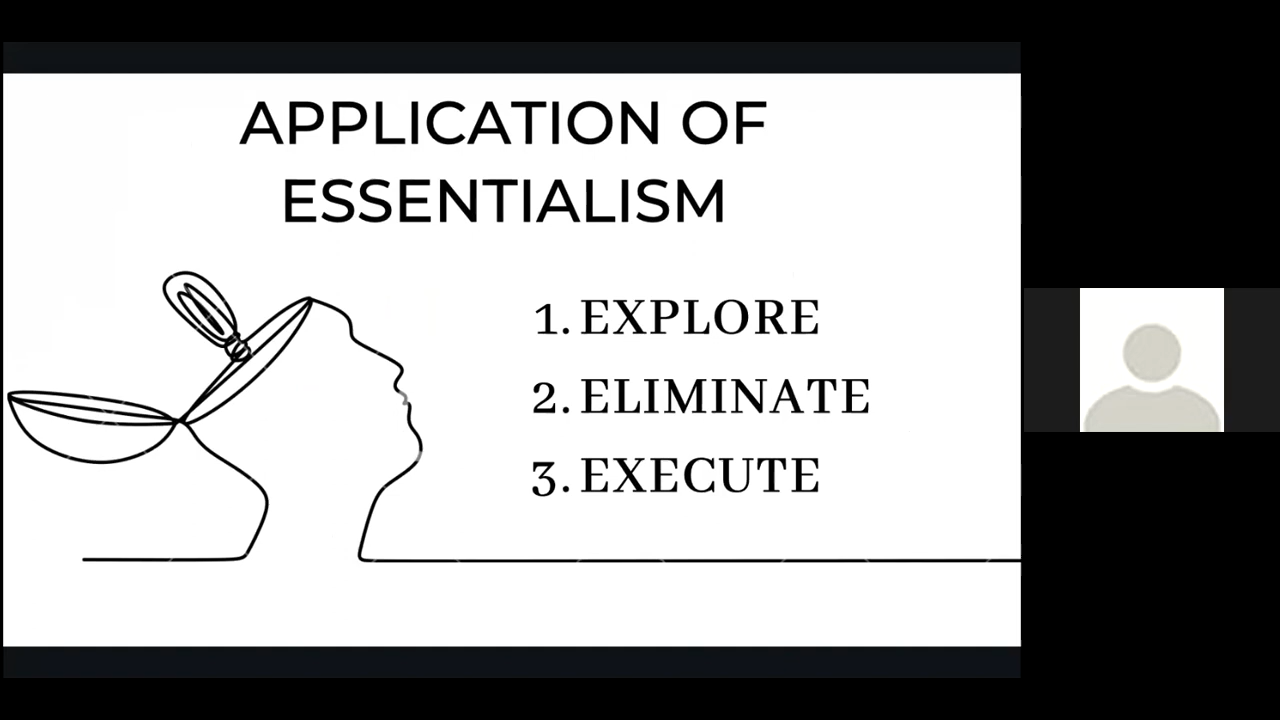 APPLICATION OF
ESSENTIALISM
1. EXPLORE
2. ELIMINATE
3. EXECUTE